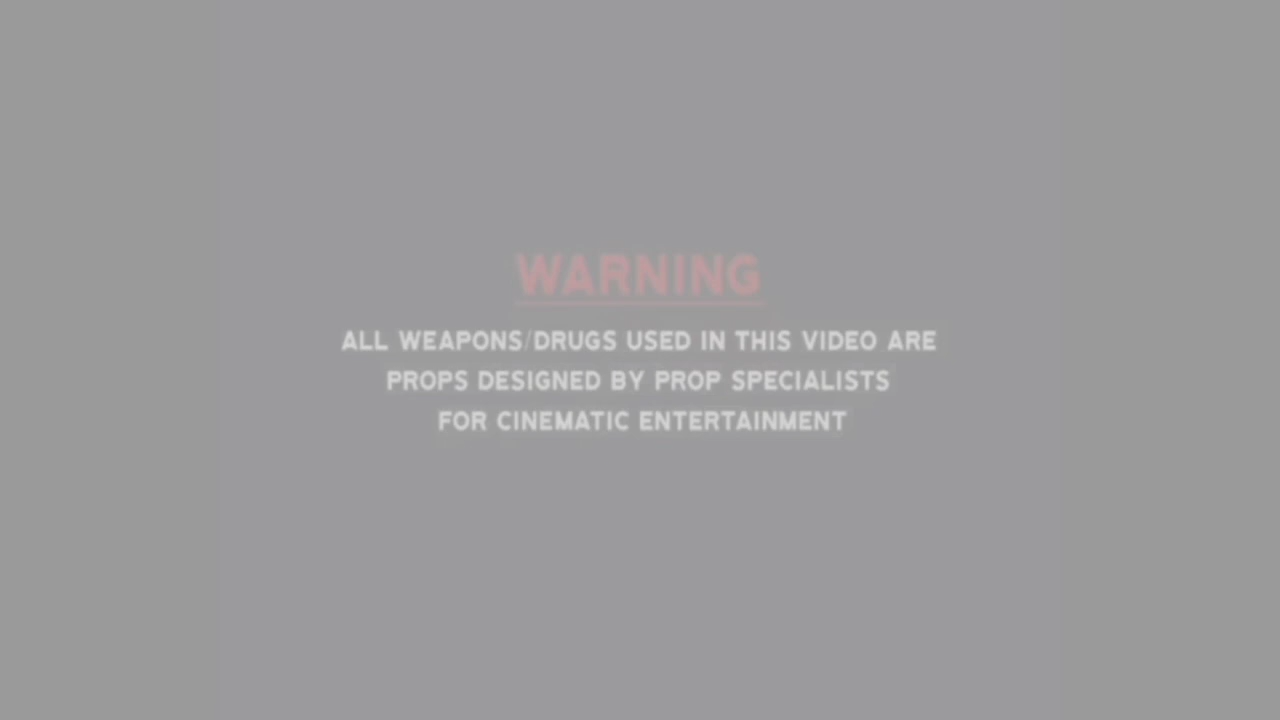 WARNING
ALL WEAPONS/DRUGS USED IN THIS VIDEO ARE
PROPS DESIGNED BY PROP SPECIALISTS
FOR CINEMATIC ENTERTAINMENT